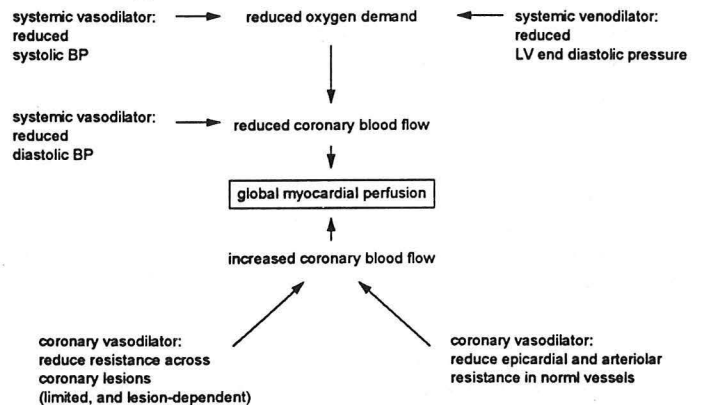 systemic vasodilator:
reduced
systolic BP
reduced oxygen demand
systemic venodilator:
reduced
LV end diastolic pressure
systemic vasodilator:
reduced
diastolic BP
reduced coronary blood flow
global myocardial perfusion
increased coronary blood flow
coronary vasodilator:
reduce resistance across
coronary lesions
(limited, and lesion-dependent)
coronary vasodilator:
reduce epicardial and arteriolar
resistance in norml vessels